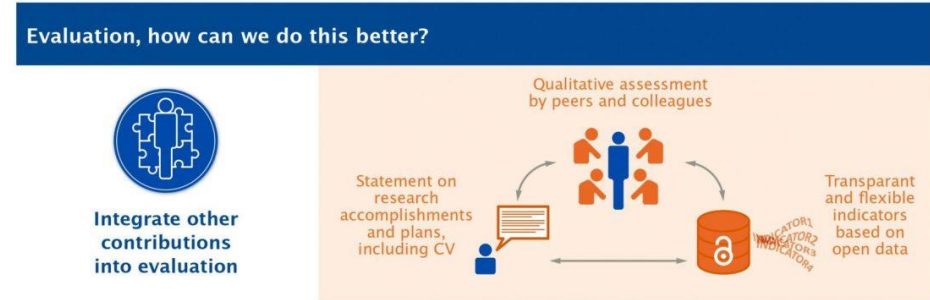 Evaluation, how can we do this better?
Integrate other
contributions
into evaluation
Qualitative assessment
by peers and colleagues
Statement on
research
accomplishments
and plans,
including CV
INDICATOR1
INDICATOR2
INDICATOR3
INDICATOR4
Transparant
and flexible
indicators
based on
open data